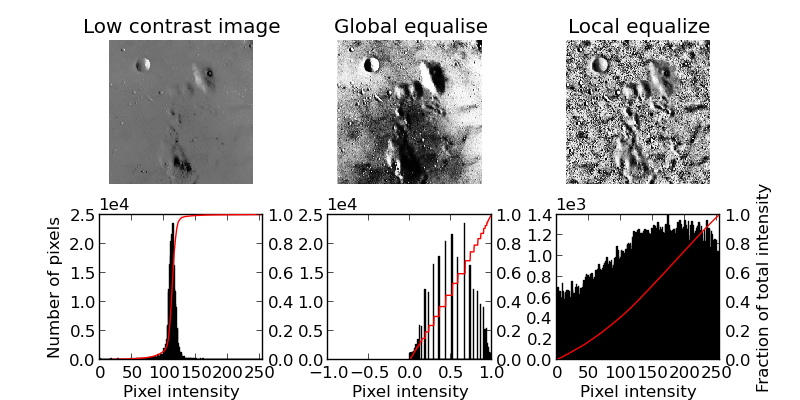 Low contrast image
Global equalise
Local equalize
1e4
1e4
1e3
2.5
2.0
1.5
1.0
0.5
0.0
Number of pixels
0 50 100 150 200 250
Pixel intensity
1.0
0.8
0.6
0.4
0.2
0.0
2.5
2.0
1.5
1.0
0.5
0.0
−1.0 −0.5 0.0 0.5 1.0
Pixel intensity
1.0
0.8
0.6
0.4
0.2
0.0
1.4
1.2
1.0
0.8
0.6
0.4
0.2
0.0
0 50 100 150 200 250
Pixel intensity
1.0
0.8
0.6
0.4
0.2
0.0
Fraction of total intensity